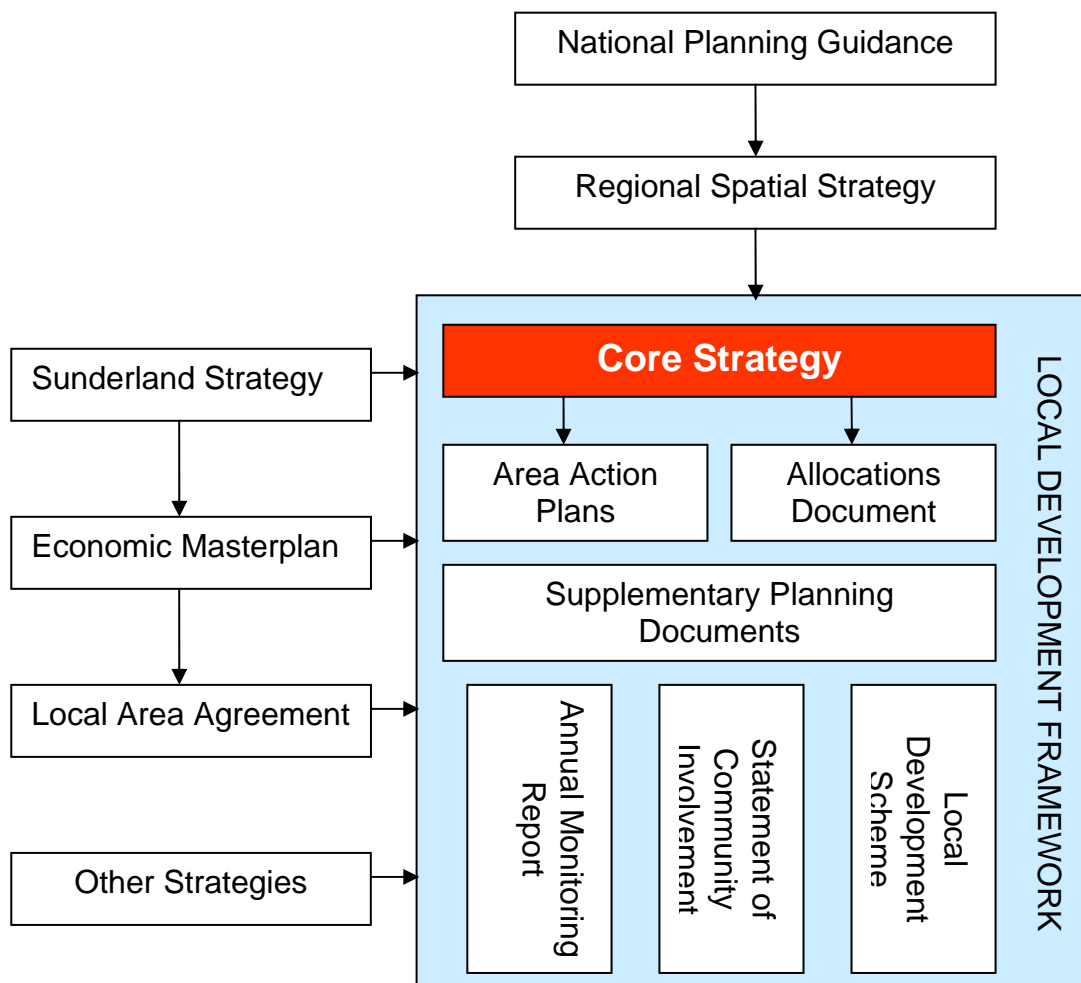 National Planning Guidance
Regional Spatial Strategy
Core Strategy
Sunderland Strategy
Area Action
Plans
Allocations
Document
Economic Masterplan
Supplementary Planning
Documents
Local Area Agreement
Annual Monitoring
Report
Statement of
Community
Involvement
Local
Development
Scheme
Other Strategies
LOCAL DEVELOPMENT FRAMEWORK